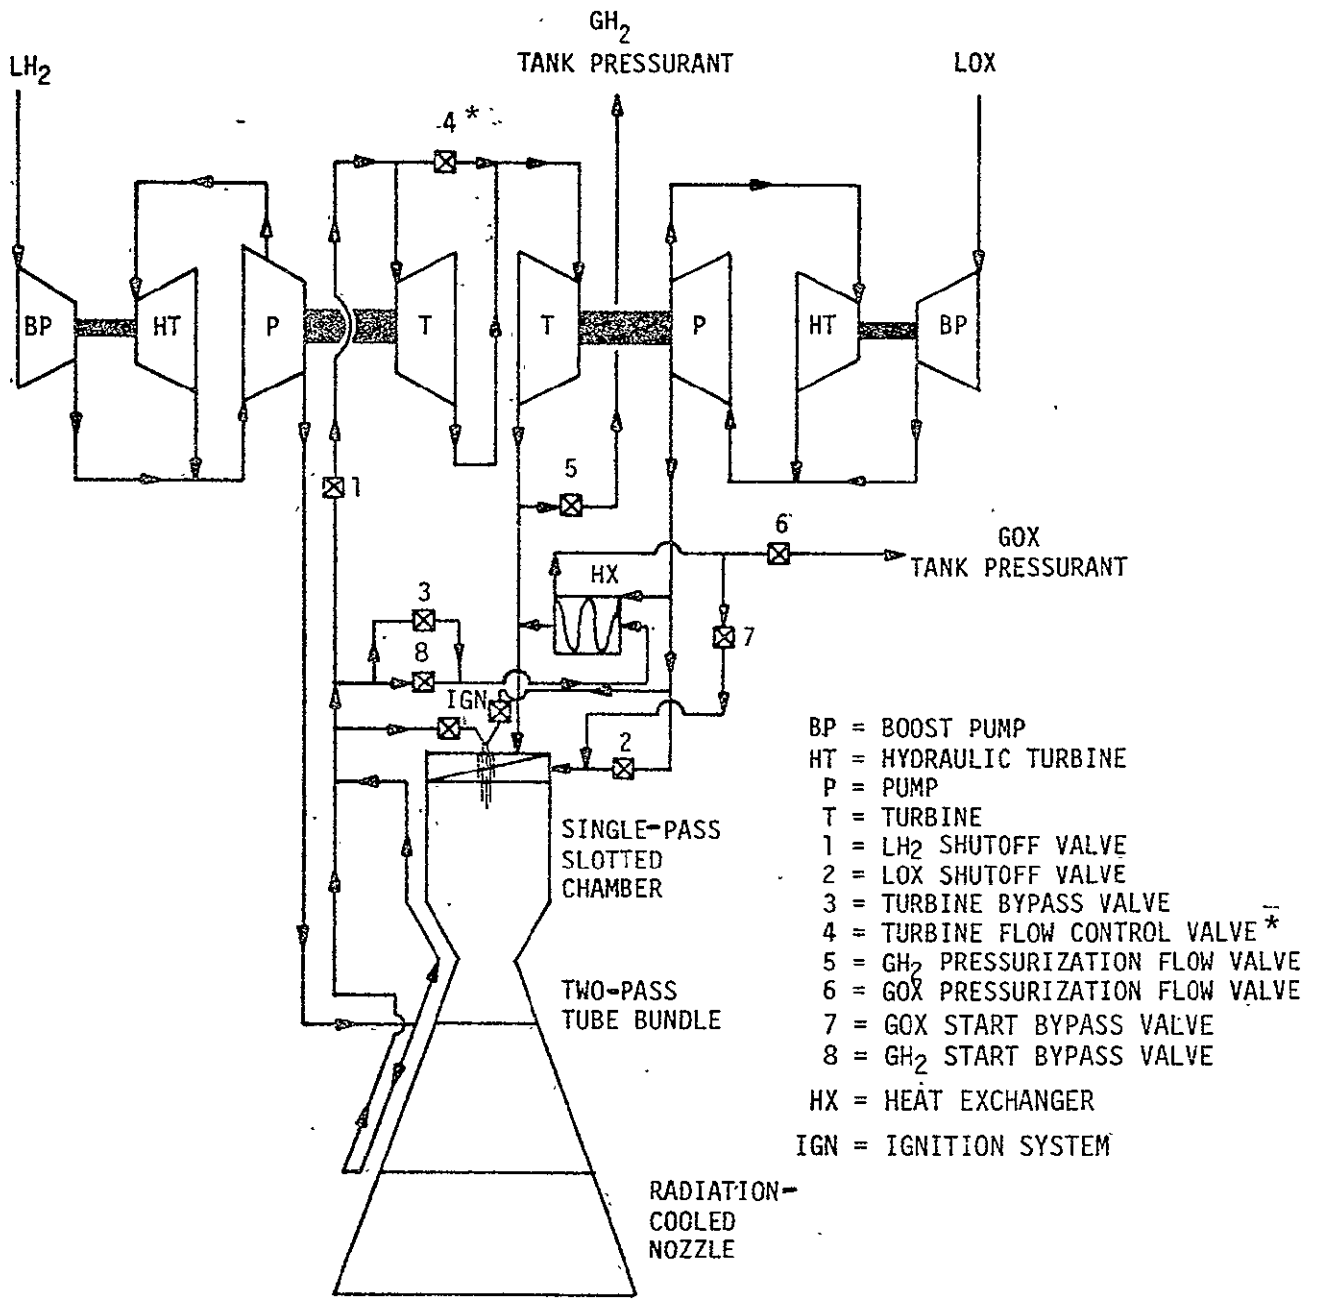 GH2
TANK PRESSURANT
LH2
LOX
4 *
BP
HT
P
T
T
P
HT
BP
1
5
6
GOX
TANK PRESSURANT
HX
3
7
8
IGN
2
SINGLE-PASS
SLOTTED
CHAMBER
TWO-PASS
TUBE BUNDLE
RADIATION-
COOLED
NOZZLE
BP = BOOST PUMP
HT = HYDRAULIC TURBINE
P = PUMP
T = TURBINE
1 = LH2 SHUTOFF VALVE
2 = LOX SHUTOFF VALVE
3 = TURBINE BYPASS VALVE
4 = TURBINE FLOW CONTROL VALVE *
5 = GH2 PRESSURIZATION FLOW VALVE
6 = GOX PRESSURIZATION FLOW VALVE
7 = GOX START BYPASS VALVE
8 = GH2 START BYPASS VALVE
HX = HEAT EXCHANGER
IGN = IGNITION SYSTEM